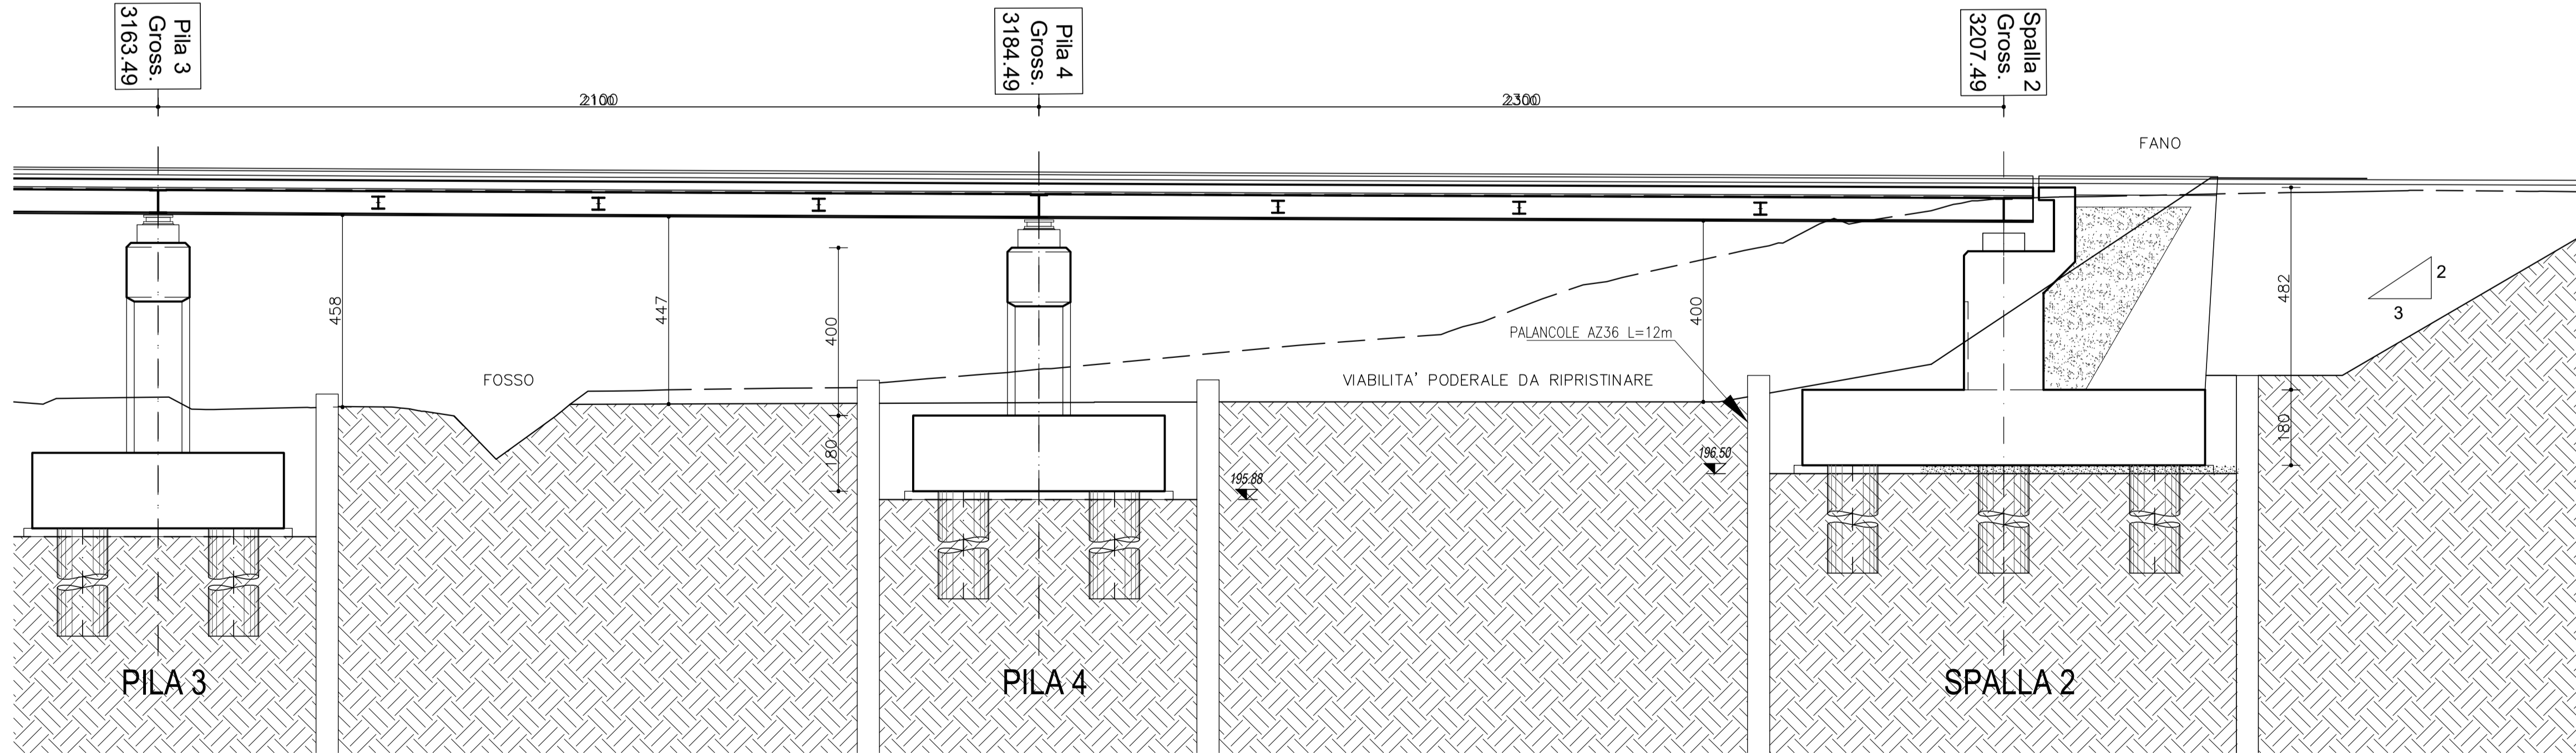 Pila 3
Gross.
3163.49
Pila 4
Gross.
3184.49
Spalla 2
Gross.
3207.49
2100
2300
FANO
458
447
400
180
FOSSO
400
PALANCOLE AZ36 L=12m
VIABILITA' PODERALE DA RIPRISTINARE
482
180
2
3
195.88
196.50
PILA 3
PILA 4
SPALLA 2